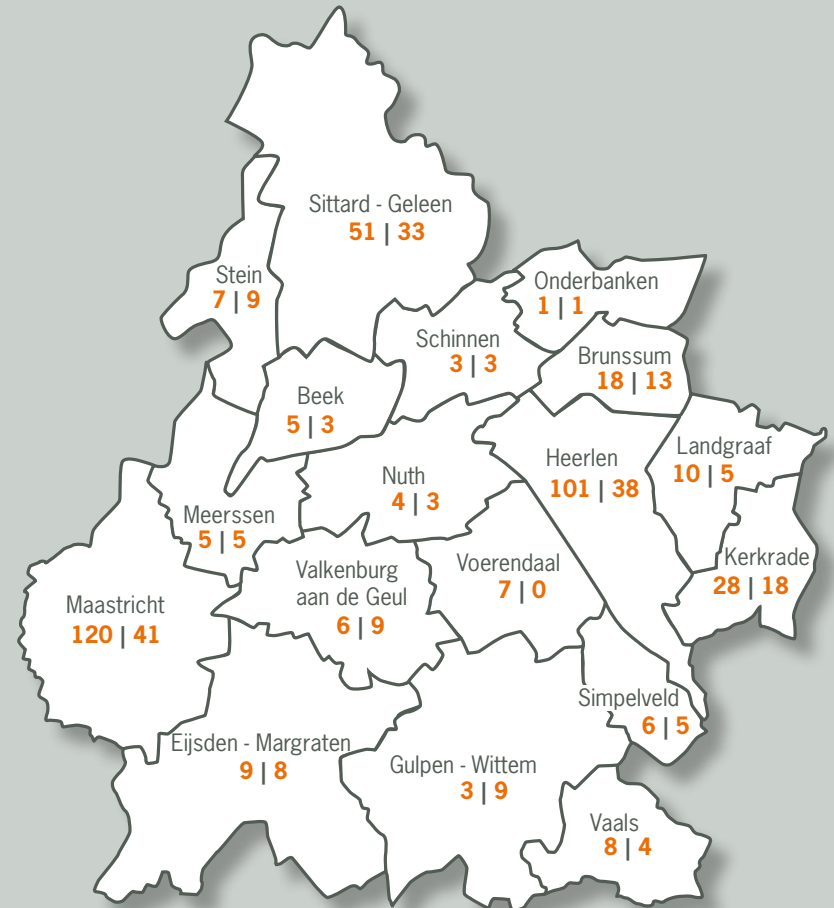 Sittard - Geleen
51 | 33
Stein
7 | 9
Onderbanken
1 | 1
Schinnen
3 | 3
Brunssum
18 | 13
Beek
5 | 3
Landgraaf
10 | 5
Heerlen
101 | 38
Nuth
4 | 3
Meerssen
5 | 5
Kerkrade
28 | 18
Voerendaal
7 | 0
Valkenburg
aan de Geul
6 | 9
Maastricht
120 | 41
Simpelveld
6 | 5
Eijsden - Margraten
9 | 8
Gulpen - Wittem
3 | 9
Vaals
8 | 4